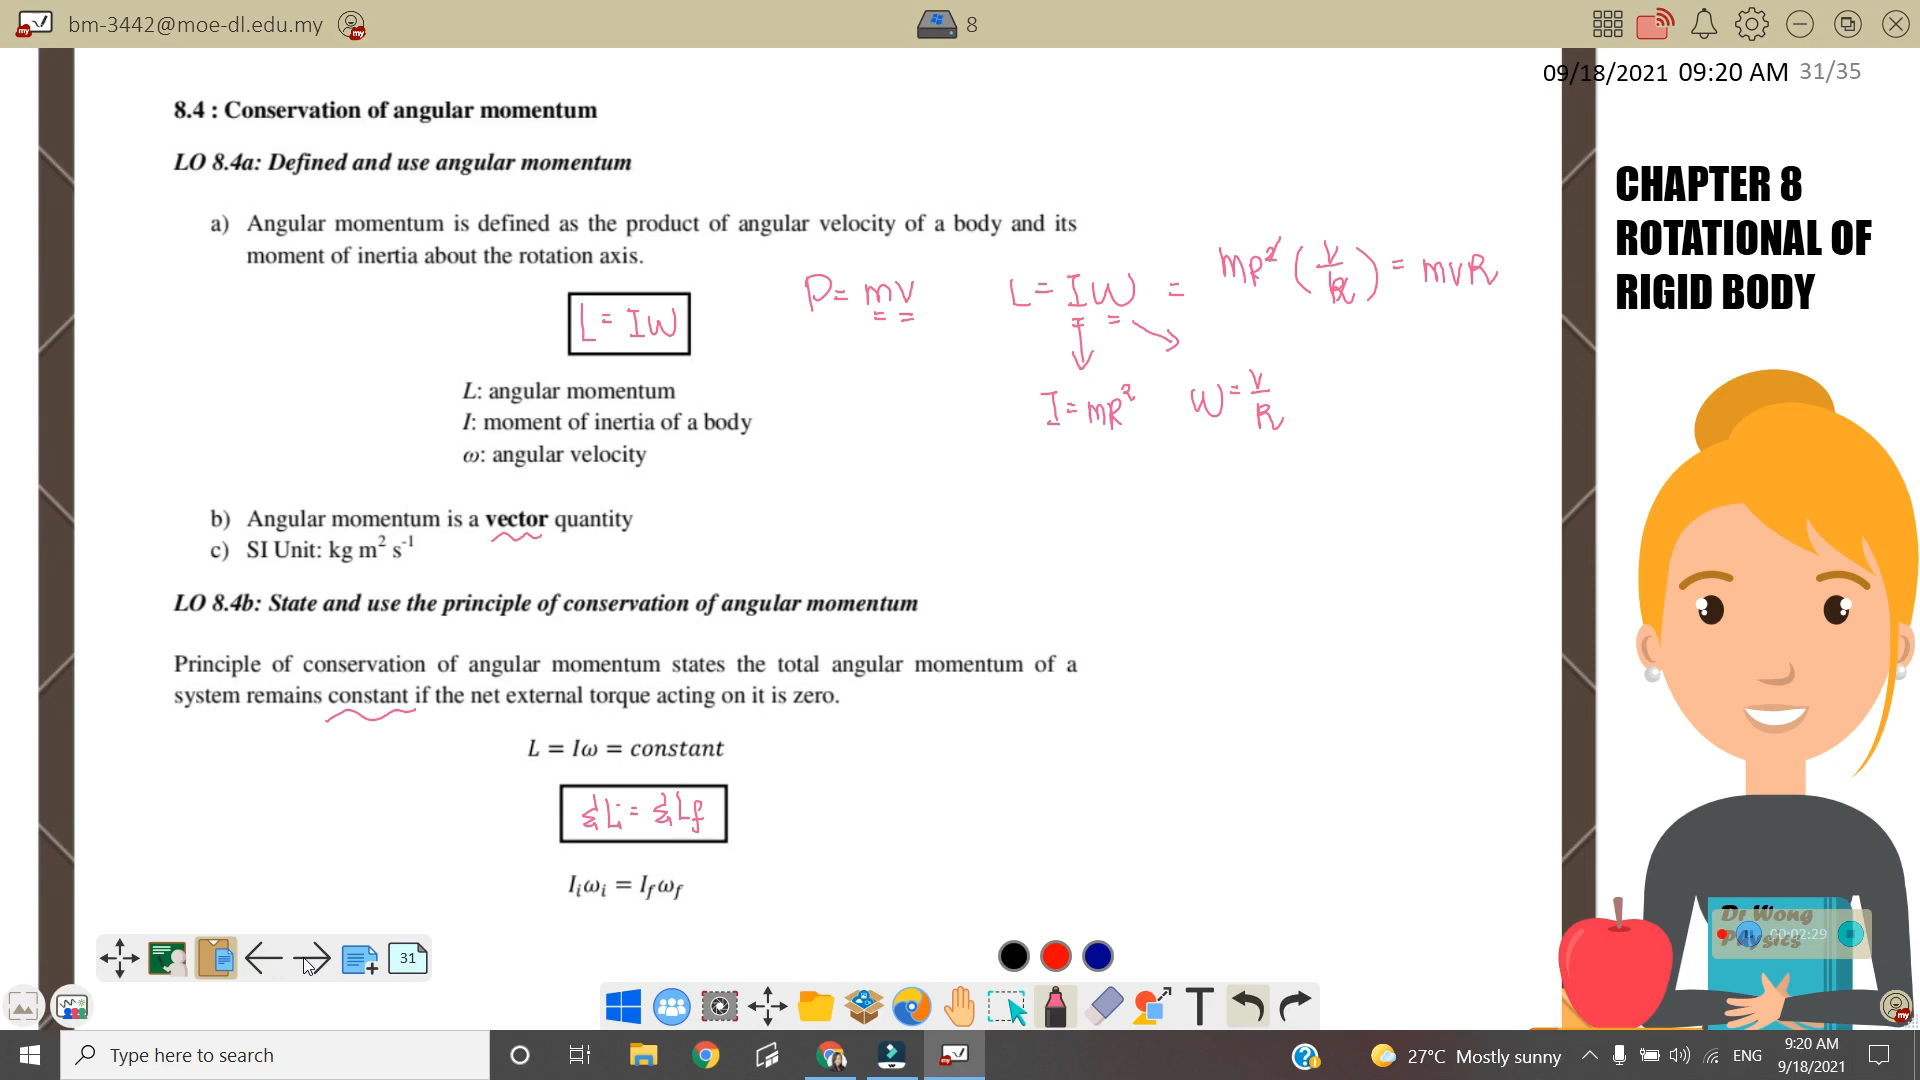 bm-3442@moe-dl.edu.my
8
09/18/2021 09:20 AM 31/35
8.4 : Conservation of angular momentum
LO 8.4a: Defined and use angular momentum
a) Angular momentum is defined as the product of angular velocity of a body and its
moment of inertia about the rotation axis.
L = Iω
P = mv
L = Iω = mR² (v/R) = mvR
I = mR²
ω = v/R
L: angular momentum
I: moment of inertia of a body
ω: angular velocity
b) Angular momentum is a vector quantity
c) SI Unit: kg m² s⁻¹
LO 8.4b: State and use the principle of conservation of angular momentum
Principle of conservation of angular momentum states the total angular momentum of a
system remains constant if the net external torque acting on it is zero.
L = Iω = constant
ΣLi = ΣLf
Iᵢωᵢ = I_fω_f
CHAPTER 8
ROTATIONAL OF
RIGID BODY
Dr Wong
Physics
00:02:29
31
Type here to search
27°C Mostly sunny
ENG
9:20 AM
9/18/2021